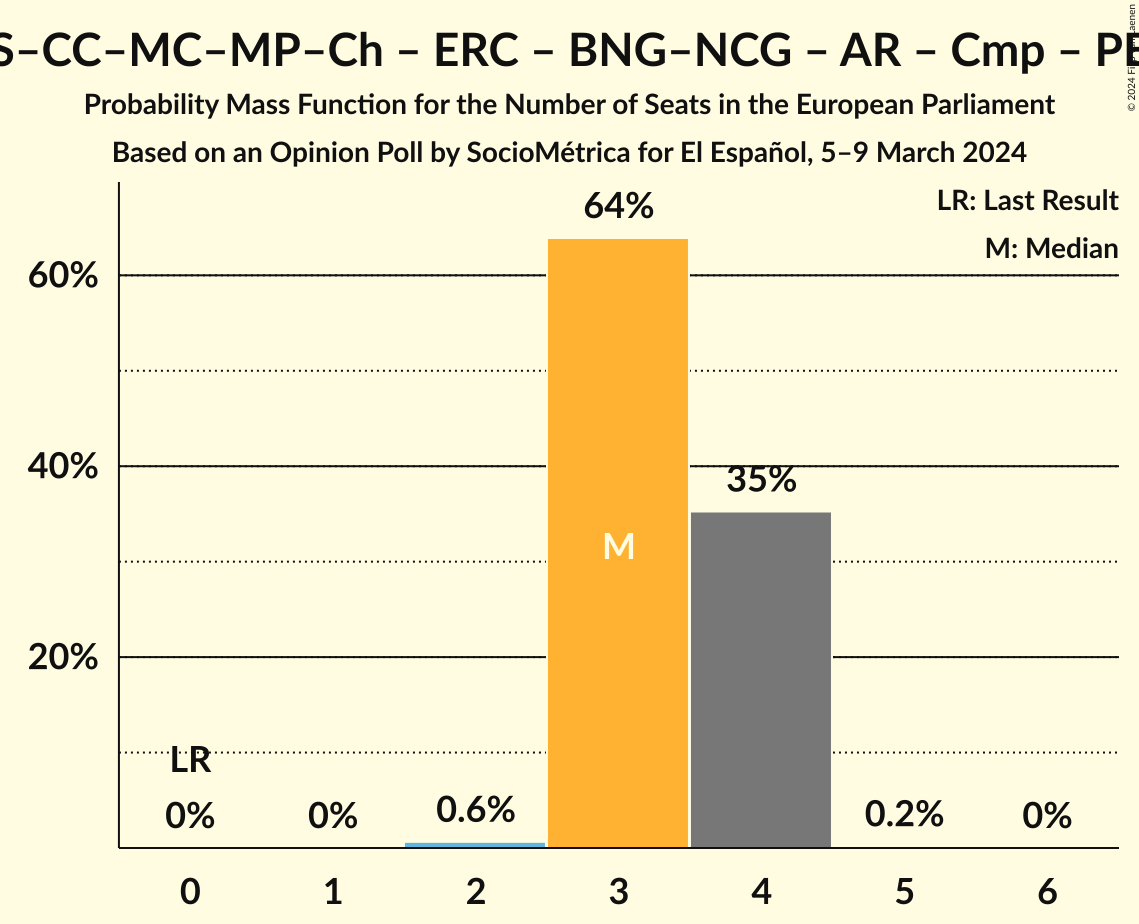 S–CC–MC–MP–Ch – ERC – BNG–NCG – AR – Cmp –
Probability Mass Function for the Number of Seats in the European Parliament
Based on an Opinion Poll by SocioMétrica for El Español, 5–9 March 2024
LR: Last Result
M: Median
64%
60%
40%
35%
M
20%
LR
0% 0% 0.6% 0.2% 0%
0 1 2 3 4 5 6
© 2024